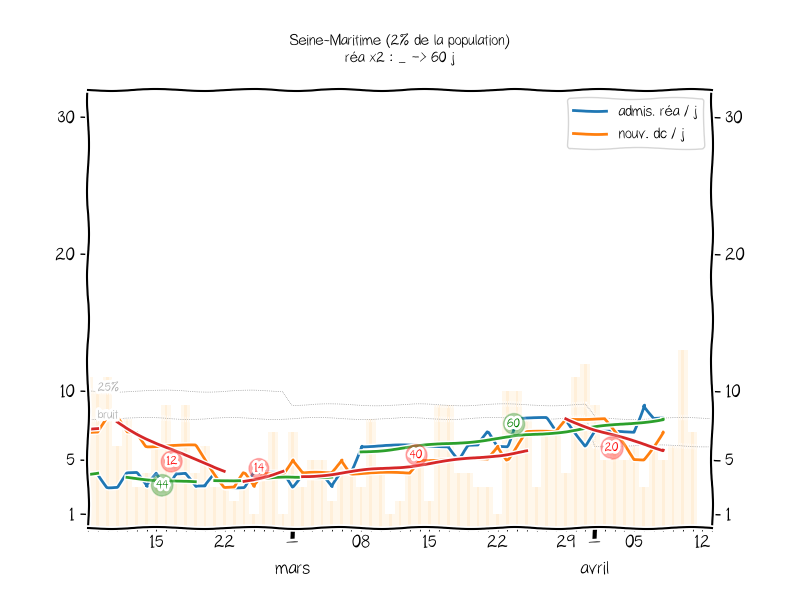 Seine-Maritime (2% de la population)
réa x2 : _ -> 60 j
30 30
admis. réa / j
nouv. dc / j
20 20
10 10
25%
bruit
60
40
20
12
14
44
5 5
1 1
15 22 1 08 15 22 29 1 05 12
mars avril